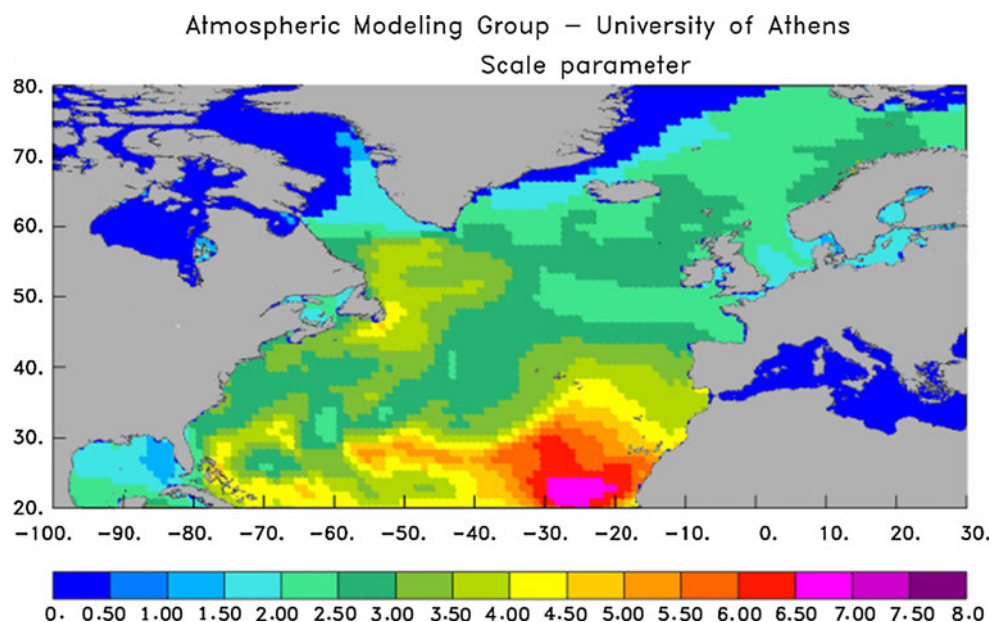 Atmospheric Modeling Group – University of Athens
Scale parameter
80.
70.
60.
50.
40.
30.
20.
-100. -90. -80. -70. -60. -50. -40. -30. -20. -10. 0. 10. 20. 30.
0. 0.50 1.00 1.50 2.00 2.50 3.00 3.50 4.00 4.50 5.00 5.50 6.00 6.50 7.00 7.50 8.0